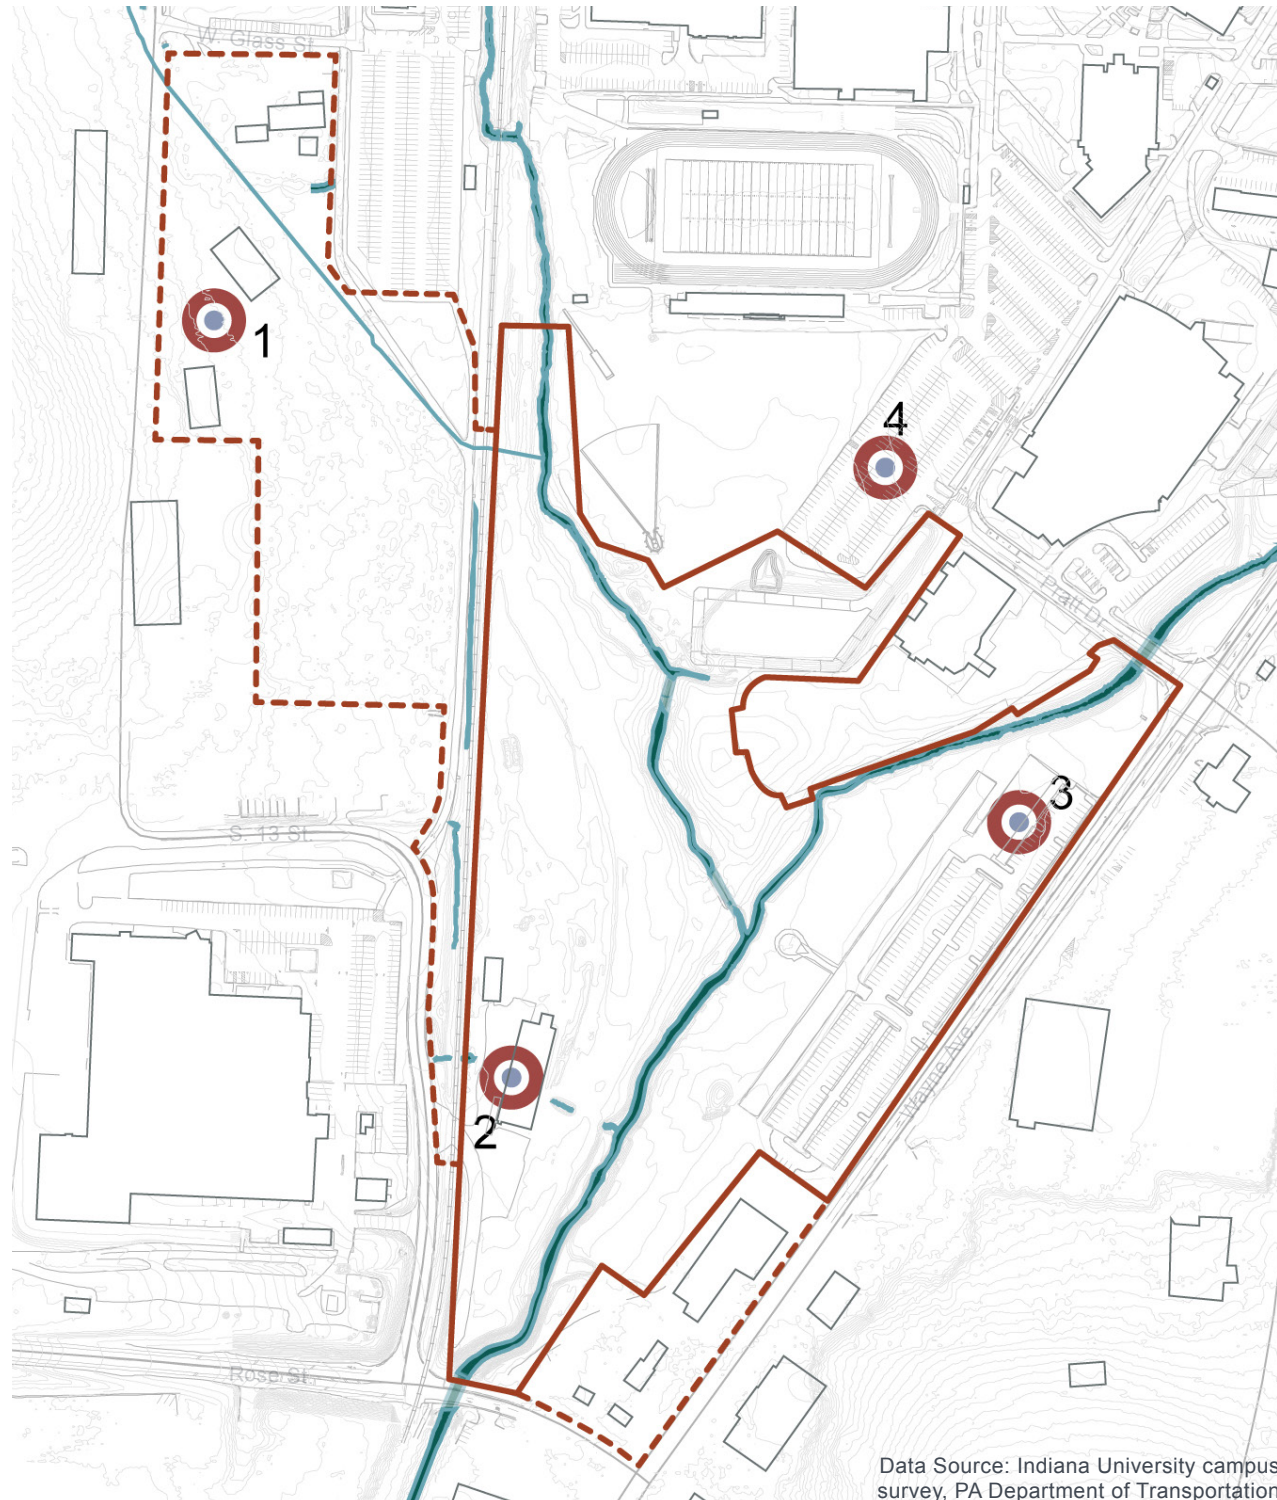 W. Glass St.
1
4
Pratt Dr.
3
S. 13 St.
Wayne Ave.
2
Rose St.
Data Source: Indiana University campus
survey, PA Department of Transportation